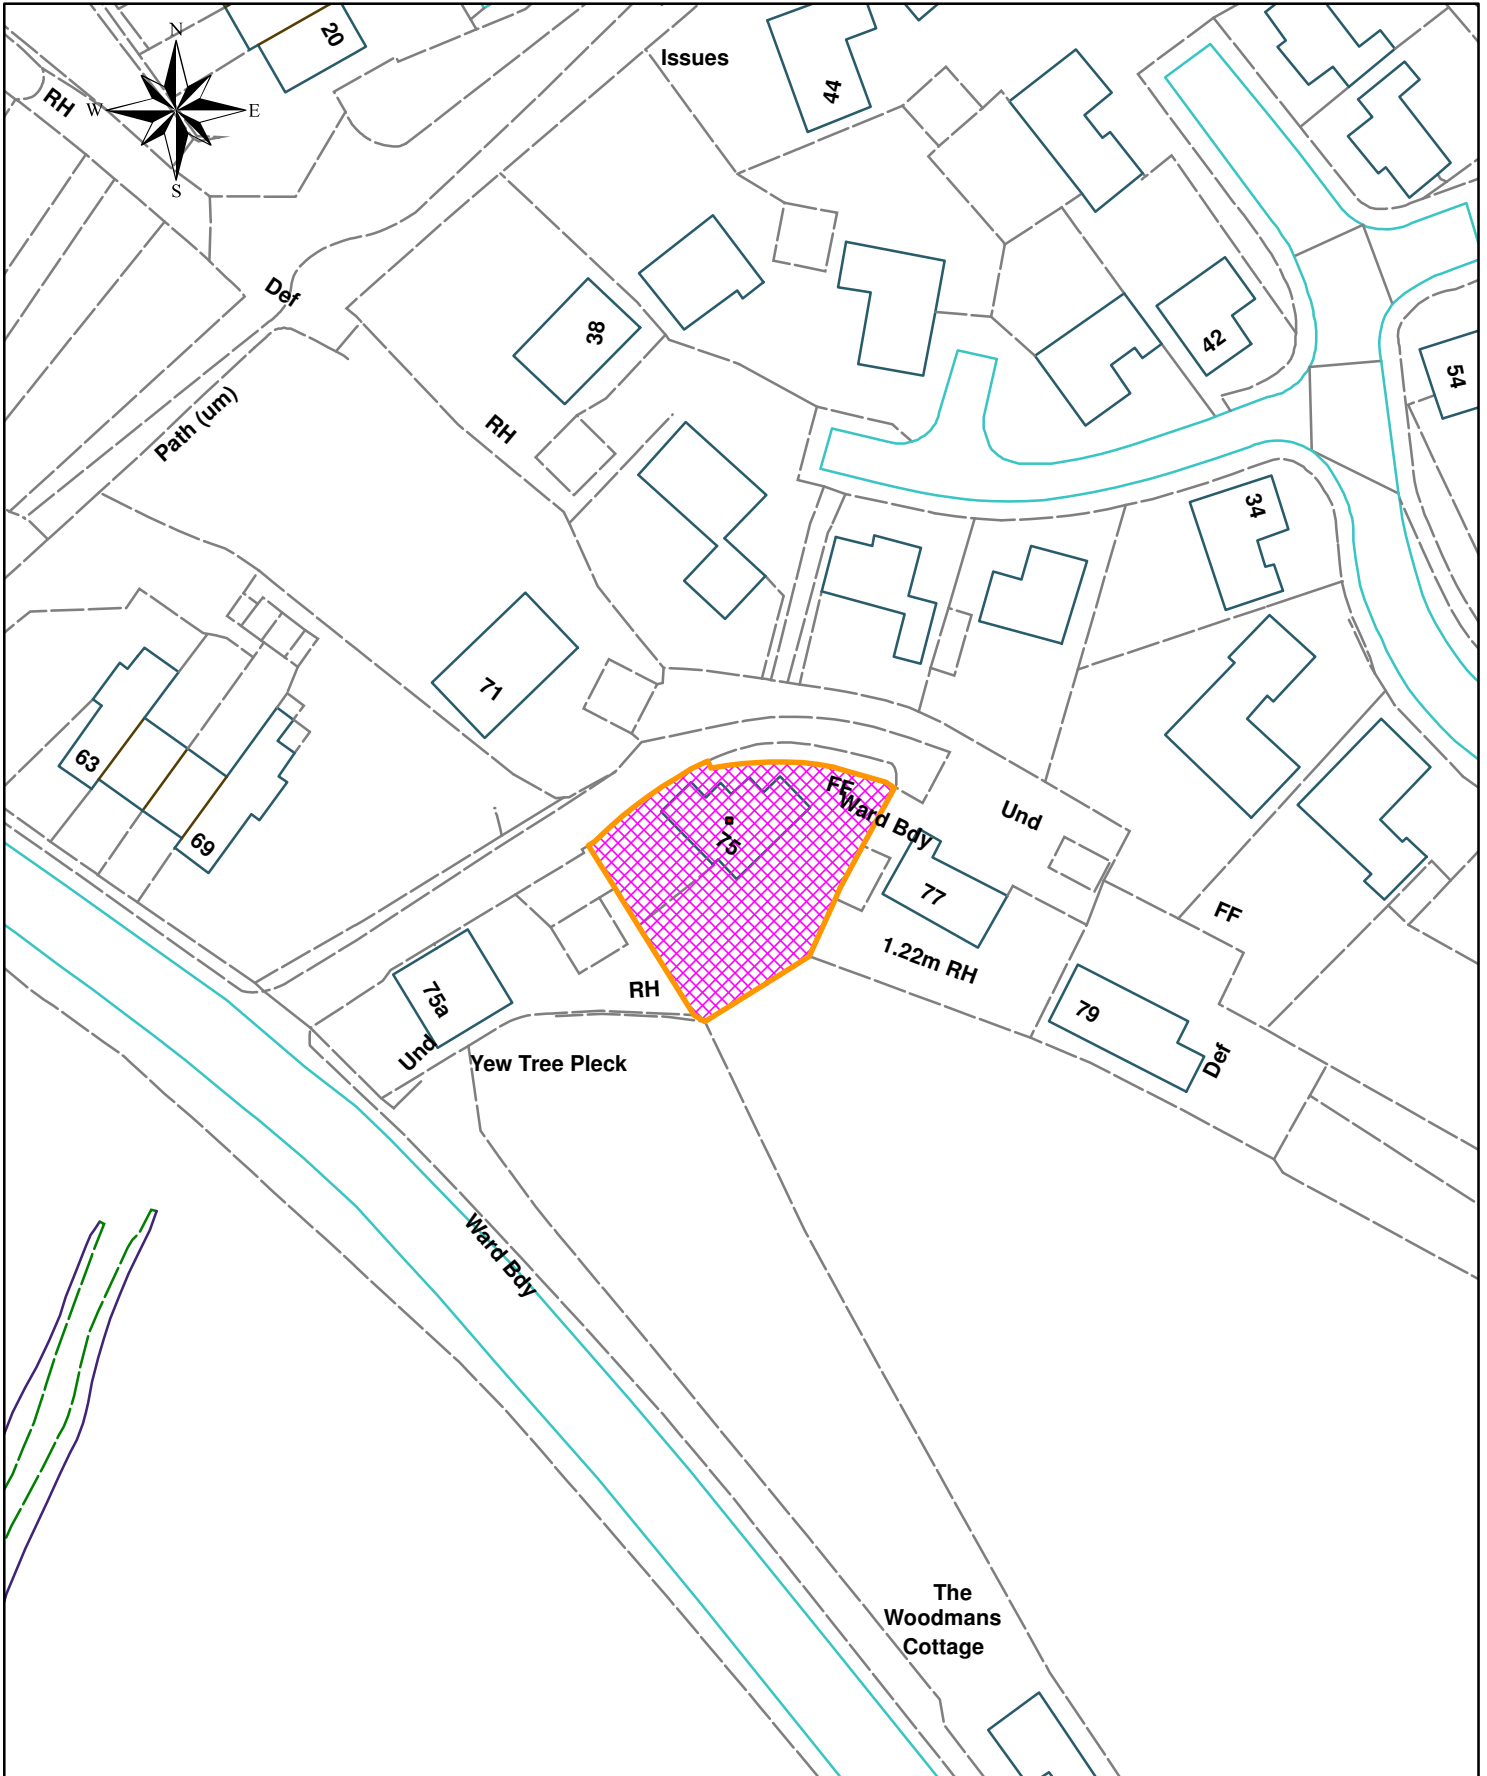 20
N
Issues
44
RH
W
E
S
Def
38
42
54
Path (um)
RH
34
71
63
FF
Ward Bdy
Und
75
69
77
FF
1.22m RH
75a
RH
79
Und
Yew Tree Pleck
Def
Ward Bdy
The
Woodmans
Cottage